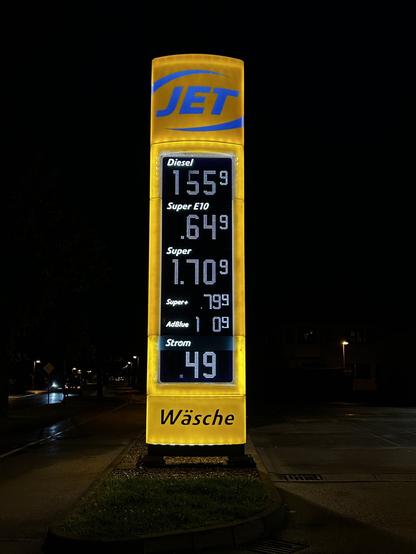 JET
Diesel
1 55⁹
Super E10
.64⁹
Super
1.70⁹
Super+ .79⁹
AdBlue 1 09
Strom
.49
Wäsche